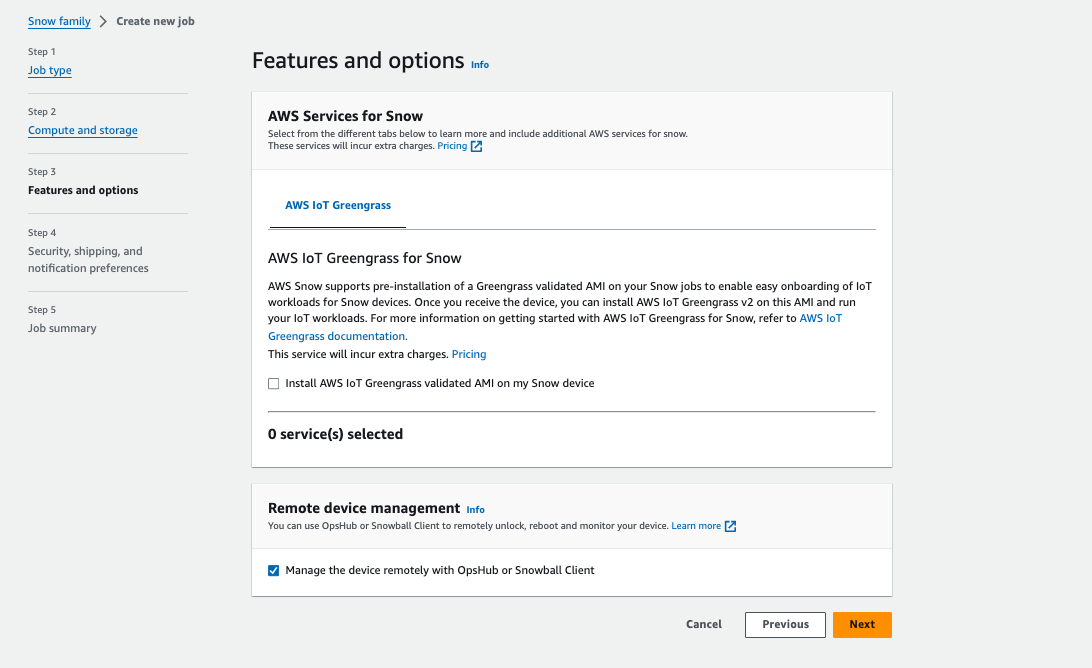 Snow family > Create new job
Step 1
Job type
Step 2
Compute and storage
Step 3
Features and options
Step 4
Security, shipping, and
notification preferences
Step 5
Job summary
Features and options Info
AWS Services for Snow
Select from the different tabs below to learn more and include additional AWS services for snow.
These services will incur extra charges. Pricing
AWS IoT Greengrass
AWS IoT Greengrass for Snow
AWS Snow supports pre-installation of a Greengrass validated AMI on your Snow jobs to enable easy onboarding of IoT
workloads for Snow devices. Once you receive the device, you can install AWS IoT Greengrass v2 on this AMI and run
your IoT workloads. For more information on getting started with AWS IoT Greengrass for Snow, refer to AWS IoT
Greengrass documentation.
This service will incur extra charges. Pricing
Install AWS IoT Greengrass validated AMI on my Snow device
0 service(s) selected
Remote device management Info
You can use OpsHub or Snowball Client to remotely unlock, reboot and monitor your device. Learn more
Manage the device remotely with OpsHub or Snowball Client
Cancel Previous Next